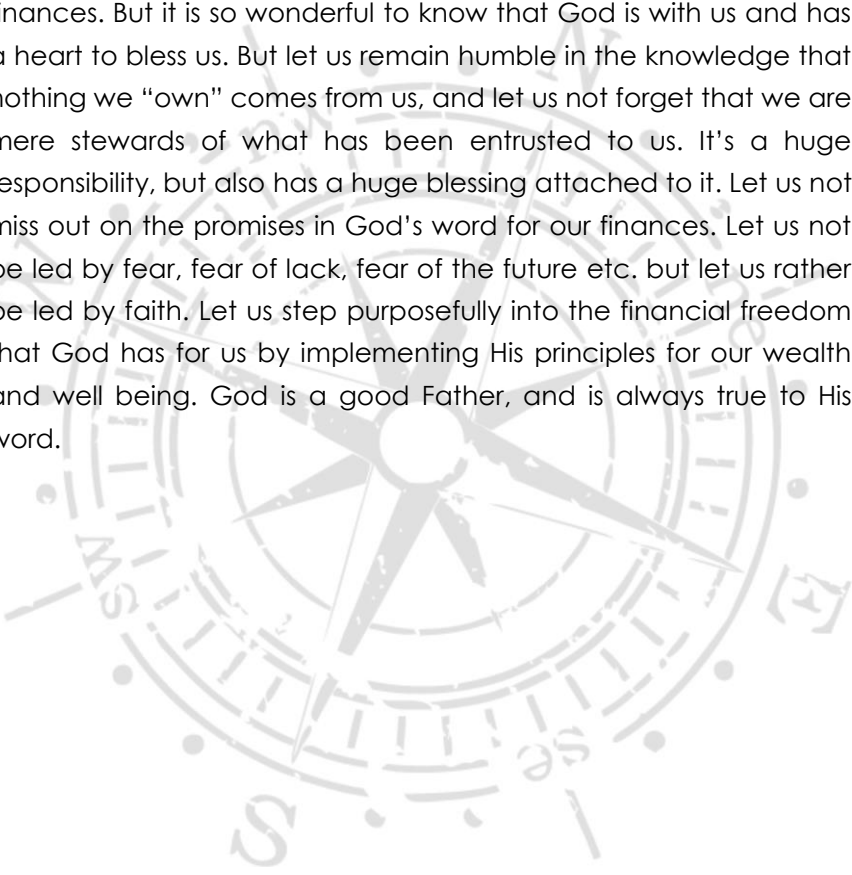 finances. But it is so wonderful to know that God is with us and has
a heart to bless us. But let us remain humble in the knowledge that
nothing we “own” comes from us, and let us not forget that we are
mere stewards of what has been entrusted to us. It’s a huge
responsibility, but also has a huge blessing attached to it. Let us not
miss out on the promises in God’s word for our finances. Let us not
be led by fear, fear of lack, fear of the future etc. but let us rather
be led by faith. Let us step purposefully into the financial freedom
that God has for us by implementing His principles for our wealth
and well being. God is a good Father, and is always true to His
word.
N
nw
W
ne
sw
E
se
S